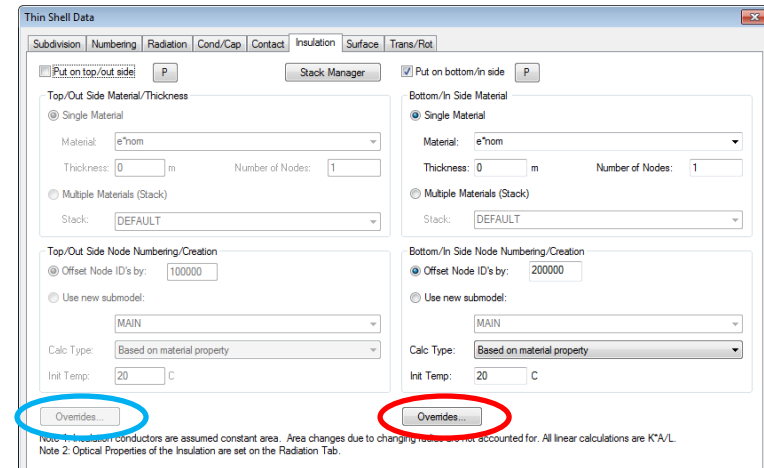 Thin Shell Data
Subdivision Numbering Radiation Cond/Cap Contact Insulation Surface Trans/Rot
Put on top/out side P Stack Manager Put on bottom/in side P
Top/Out Side Material/Thickness Bottom/In Side Material
Single Material Single Material
Material: e*nom Material: e*nom
Thickness: 0 m Number of Nodes: 1 Thickness: 0 m Number of Nodes: 1
Multiple Materials (Stack) Multiple Materials (Stack)
Stack: DEFAULT Stack: DEFAULT
Top/Out Side Node Numbering/Creation Bottom/In Side Node Numbering/Creation
Offset Node ID's by: 100000 Offset Node ID's by: 200000
Use new submodel: Use new submodel:
MAIN MAIN
Calc Type: Based on material property Calc Type: Based on material property
Init Temp: 20 C Init Temp: 20 C
Overrides... Overrides...
Note 1: Insulation conductors are assumed constant area. Area changes due to changing radius are not accounted for. All linear calculations are K*A/L.
Note 2: Optical Properties of the Insulation are set on the Radiation Tab.